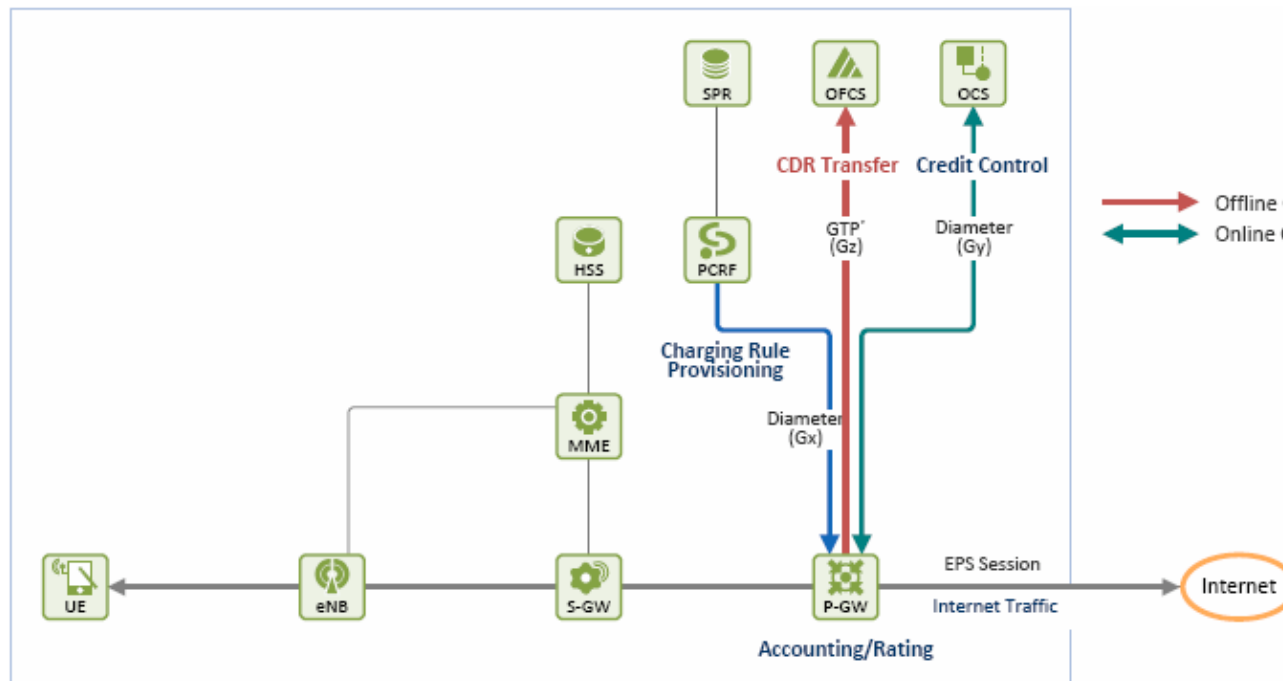 SPR
OFCS
OCS
CDR Transfer
Credit Control
Offline
Online
GTP'
(Gz)
Diameter
(Gy)
HSS
PCRF
Charging Rule
Provisioning
Diameter
(Gx)
MME
UE
eNB
S-GW
P-GW
EPS Session
Internet Traffic
Internet
Accounting/Rating